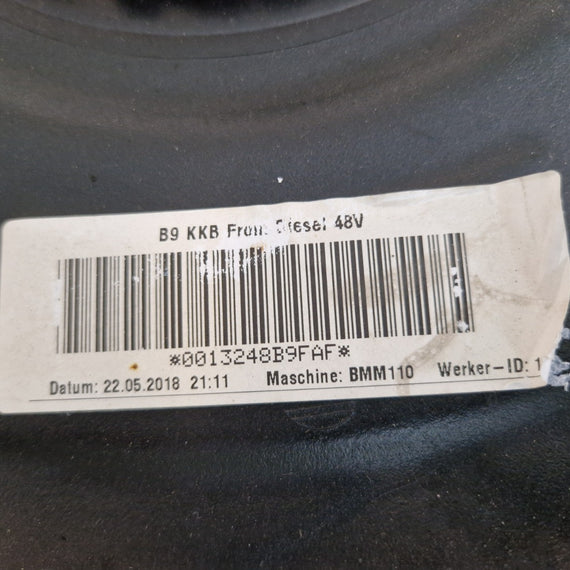 B9 KKB Front Diesel 48V
*0013248B9FAF*
Datum: 22.05.2018 21:11 Maschine: BMM110 Werker-ID: 1